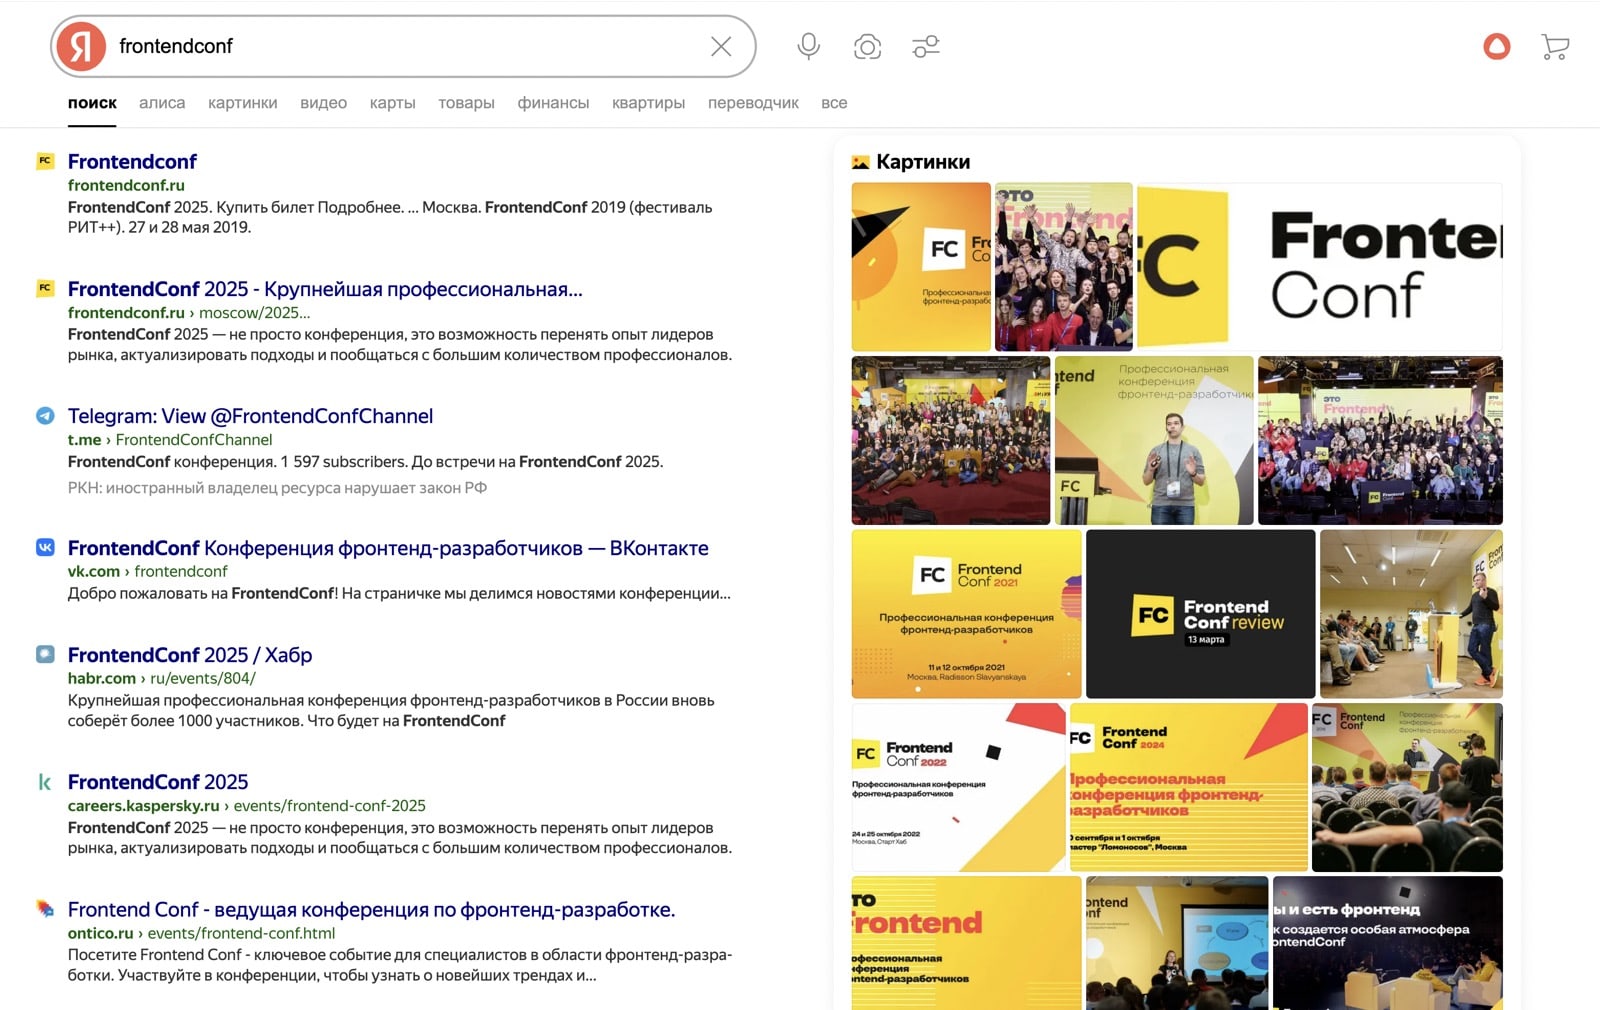 Я frontendconf
поиск алиса картинки видео карты товары финансы квартиры переводчик все
FC Frontendconf
frontendconf.ru
FrontendConf 2025. Купить билет Подробнее. ... Москва. FrontendConf 2019 (фестиваль
РИТ++). 27 и 28 мая 2019.
FC FrontendConf 2025 - Крупнейшая профессиональная...
frontendconf.ru › moscow/2025...
FrontendConf 2025 — не просто конференция, это возможность перенять опыт лидеров
рынка, актуализировать подходы и пообщаться с большим количеством профессионалов.
Telegram: View @FrontendConfChannel
t.me › FrontendConfChannel
FrontendConf конференция. 1 597 subscribers. До встречи на FrontendConf 2025.
РКН: иностранный владелец ресурса нарушает закон РФ
FrontendConf Конференция фронтенд-разработчиков — ВКонтакте
vk.com › frontendconf
Добро пожаловать на FrontendConf! На страничке мы делимся новостями конференции...
FrontendConf 2025 / Хабр
habr.com › ru/events/804/
Крупнейшая профессиональная конференция фронтенд-разработчиков в России вновь
соберёт более 1000 участников. Что будет на FrontendConf
k FrontendConf 2025
careers.kaspersky.ru › events/frontend-conf-2025
FrontendConf 2025 — не просто конференция, это возможность перенять опыт лидеров
рынка, актуализировать подходы и пообщаться с большим количеством профессионалов.
Frontend Conf - ведущая конференция по фронтенд-разработке.
ontico.ru › events/frontend-conf.html
Посетите Frontend Conf - ключевое событие для специалистов в области фронтенд-разра-
ботки. Участвуйте в конференции, чтобы узнать о новейших трендах и...
Картинки
FC Fr
Co
Профессиональна
фронтенд-разрабо
ЭТО
Frontend
FC
Fronte
Conf
tend
f
Профессиональная
конференция
фронтенд-разработчик
FC
ЭТО
Frontend
FC Frontend
Conf
FC Frontend
Conf 2021
Профессиональная конференция
фронтенд-разработчиков
11 и 12 октября 2021
Москва, Radisson Slavyanskaya
FC Frontend
Conf review
13 марта
FC Frontend
Conf 2022
Профессиональная конференция
фронтенд-разработчиков
24 и 25 октября 2022
Москва, Старт Хаб
FC Frontend
Conf 2024
Профессиональная
конференция фронтенд-
разработчиков
0 сентября и 1 октября
ластер "Ломоносов", Москва
FC Frontend
Conf
Профессиональная
конференция
фронтенд-разработчиков
ТО
Frontend
офессиональная
нференция
онтенд-разработчиков
ontend
nf
ы и есть фронтенд
к создается особая атмосфера
ontendConf